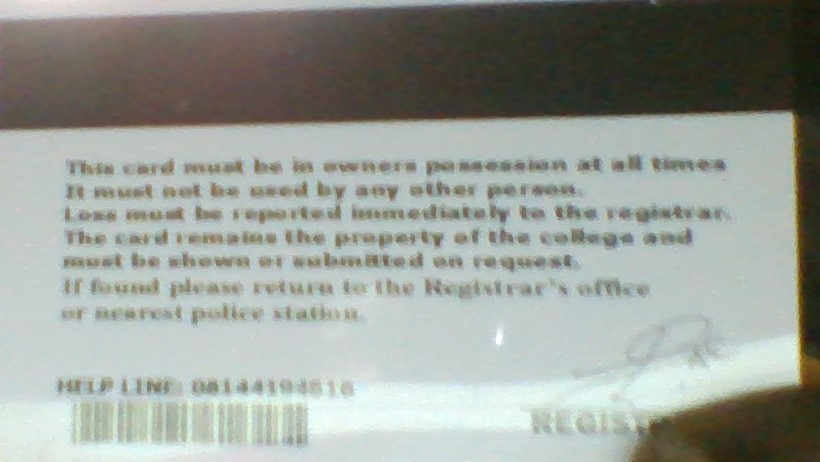 This card must be in owners possession at all times
It must not be used by any other person.
Loss must be reported immediately to the registrar.
The card remains the property of the college and
must be shown or submitted on request.
If found please return to the Registrar's office
or nearest police station.
HELP LINE: